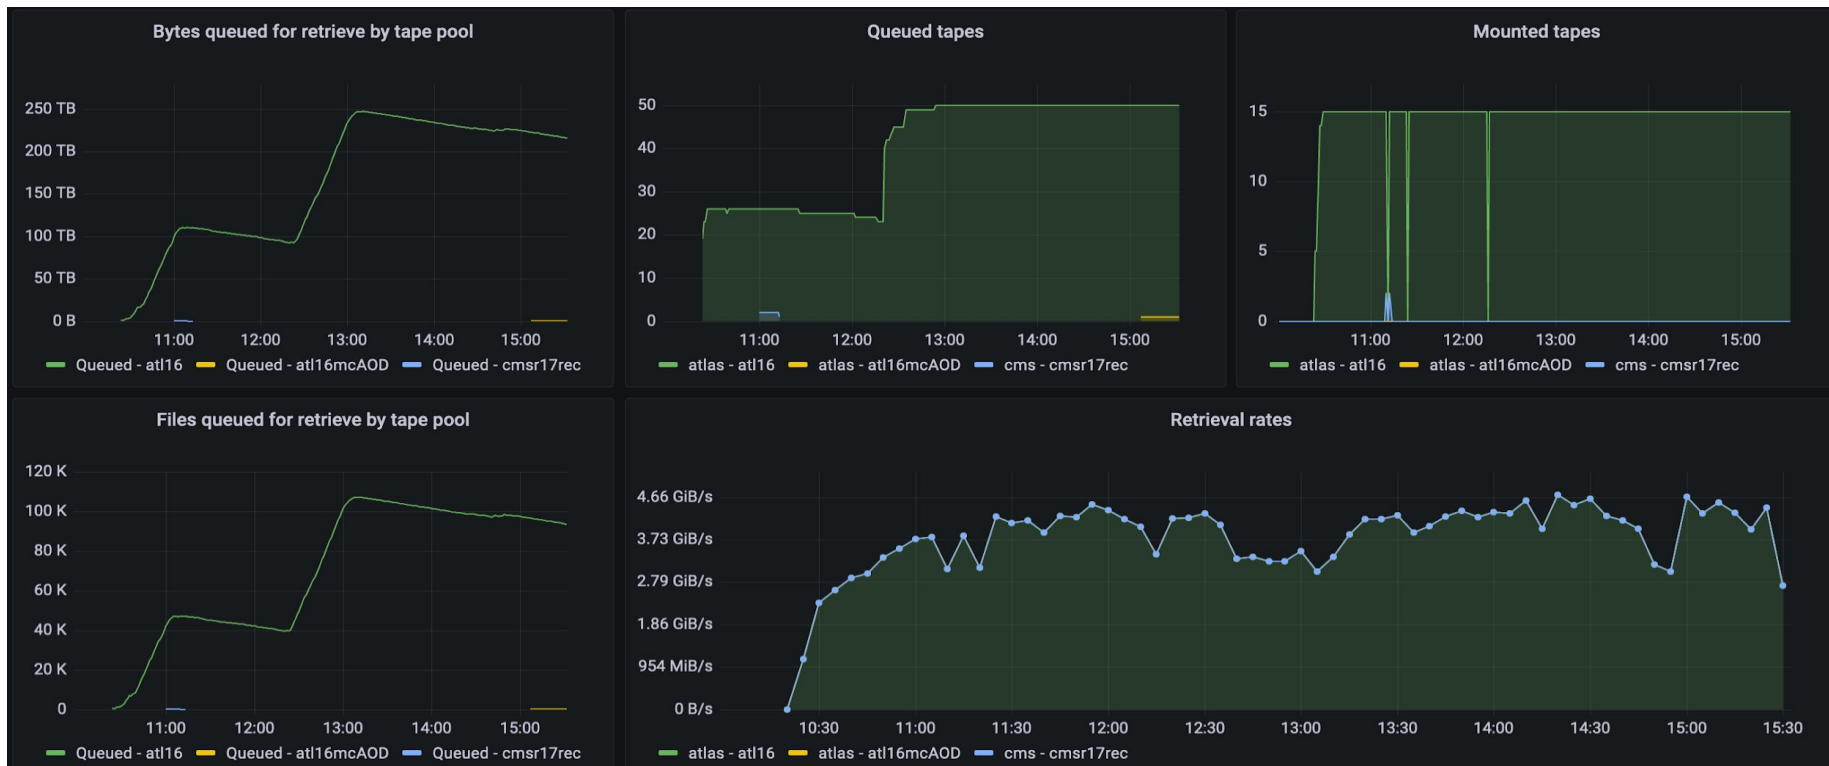 Bytes queued for retrieve by tape pool
250 TB
200 TB
150 TB
100 TB
50 TB
0 B
11:00 12:00 13:00 14:00 15:00
Queued - atl16 Queued - atl16mcAOD Queued - cmsr17rec
Queued tapes
50
40
30
20
10
0
11:00 12:00 13:00 14:00 15:00
atlas - atl16 atlas - atl16mcAOD cms - cmsr17rec
Mounted tapes
15
10
5
0
11:00 12:00 13:00 14:00 15:00
atlas - atl16 atlas - atl16mcAOD cms - cmsr17rec
Files queued for retrieve by tape pool
120 K
100 K
80 K
60 K
40 K
20 K
0
11:00 12:00 13:00 14:00 15:00
Queued - atl16 Queued - atl16mcAOD Queued - cmsr17rec
Retrieval rates
4.66 GiB/s
3.73 GiB/s
2.79 GiB/s
1.86 GiB/s
954 MiB/s
0 B/s
10:30 11:00 11:30 12:00 12:30 13:00 13:30 14:00 14:30 15:00 15:30
atlas - atl16 atlas - atl16mcAOD cms - cmsr17rec